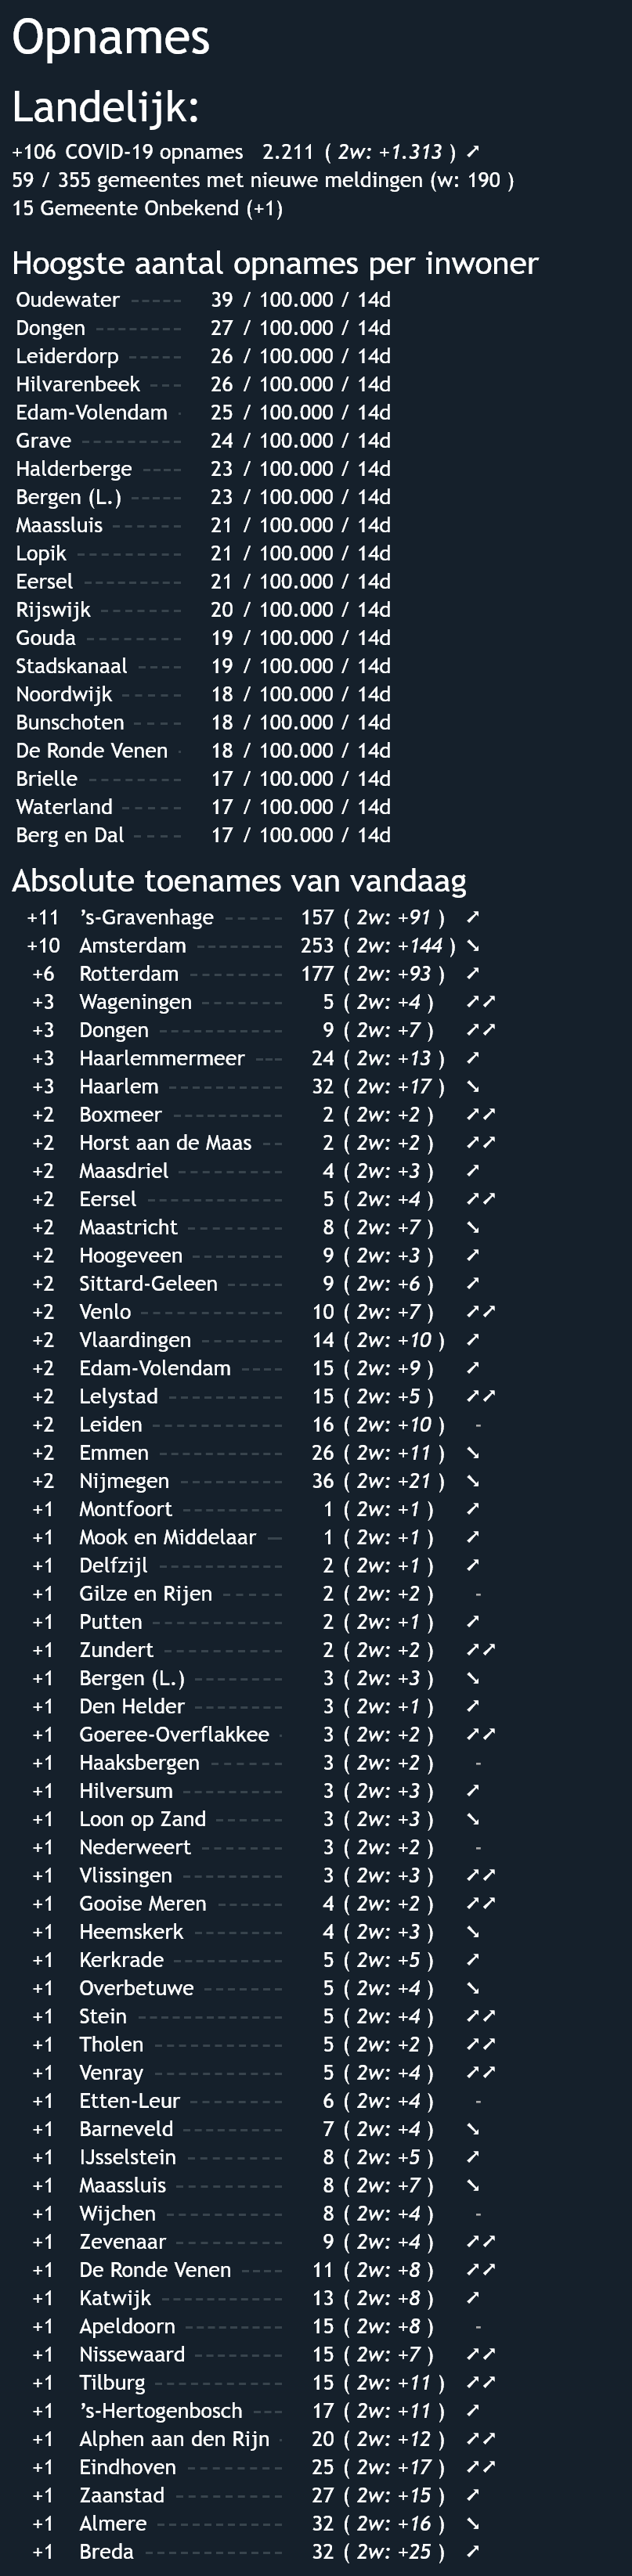 Opnames
Landelijk:
+106 COVID-19 opnames 2.211 ( 2w: +1.313 ) ➚
59 / 355 gemeentes met nieuwe meldingen (w: 190 )
15 Gemeente Onbekend (+1)
Hoogste aantal opnames per inwoner
Oudewater ----- 39 / 100.000 / 14d
Dongen -------- 27 / 100.000 / 14d
Leiderdorp ----- 26 / 100.000 / 14d
Hilvarenbeek --- 26 / 100.000 / 14d
Edam-Volendam · 25 / 100.000 / 14d
Grave --------- 24 / 100.000 / 14d
Halderberge ---- 23 / 100.000 / 14d
Bergen (L.) ----- 23 / 100.000 / 14d
Maassluis ------ 21 / 100.000 / 14d
Lopik --------- 21 / 100.000 / 14d
Eersel --------- 21 / 100.000 / 14d
Rijswijk ------- 20 / 100.000 / 14d
Gouda -------- 19 / 100.000 / 14d
Stadskanaal ---- 19 / 100.000 / 14d
Noordwijk ----- 18 / 100.000 / 14d
Bunschoten ---- 18 / 100.000 / 14d
De Ronde Venen · 18 / 100.000 / 14d
Brielle -------- 17 / 100.000 / 14d
Waterland ----- 17 / 100.000 / 14d
Berg en Dal ---- 17 / 100.000 / 14d
Absolute toenames van vandaag
+11 ’s-Gravenhage ----- 157 ( 2w: +91 ) ➚
+10 Amsterdam -------- 253 ( 2w: +144 ) ➘
+6 Rotterdam -------- 177 ( 2w: +93 ) ➚
+3 Wageningen ------- 5 ( 2w: +4 ) ➚➚
+3 Dongen ----------- 9 ( 2w: +7 ) ➚➚
+3 Haarlemmermeer --- 24 ( 2w: +13 ) ➚
+3 Haarlem ---------- 32 ( 2w: +17 ) ➘
+2 Boxmeer ---------- 2 ( 2w: +2 ) ➚➚
+2 Horst aan de Maas -- 2 ( 2w: +2 ) ➚➚
+2 Maasdriel --------- 4 ( 2w: +3 ) ➚
+2 Eersel ------------ 5 ( 2w: +4 ) ➚➚
+2 Maastricht -------- 8 ( 2w: +7 ) ➘
+2 Hoogeveen -------- 9 ( 2w: +3 ) ➚
+2 Sittard-Geleen ----- 9 ( 2w: +6 ) ➚
+2 Venlo ------------ 10 ( 2w: +7 ) ➚➚
+2 Vlaardingen ------- 14 ( 2w: +10 ) ➚
+2 Edam-Volendam ---- 15 ( 2w: +9 ) ➚
+2 Lelystad ---------- 15 ( 2w: +5 ) ➚➚
+2 Leiden ----------- 16 ( 2w: +10 ) -
+2 Emmen ---------- 26 ( 2w: +11 ) ➘
+2 Nijmegen --------- 36 ( 2w: +21 ) ➘
+1 Montfoort --------- 1 ( 2w: +1 ) ➚
+1 Mook en Middelaar — 1 ( 2w: +1 ) ➚
+1 Delfzijl ----------- 2 ( 2w: +1 ) ➚
+1 Gilze en Rijen ----- 2 ( 2w: +2 ) -
+1 Putten ----------- 2 ( 2w: +1 ) ➚
+1 Zundert ---------- 2 ( 2w: +2 ) ➚➚
+1 Bergen (L.) -------- 3 ( 2w: +3 ) ➘
+1 Den Helder -------- 3 ( 2w: +1 ) ➚
+1 Goeree-Overflakkee · 3 ( 2w: +2 ) ➚➚
+1 Haaksbergen ------- 3 ( 2w: +2 ) -
+1 Hilversum --------- 3 ( 2w: +3 ) ➚
+1 Loon op Zand ------ 3 ( 2w: +3 ) ➘
+1 Nederweert ------- 3 ( 2w: +2 ) -
+1 Vlissingen --------- 3 ( 2w: +3 ) ➚➚
+1 Gooise Meren ------ 4 ( 2w: +2 ) ➚➚
+1 Heemskerk -------- 4 ( 2w: +3 ) ➘
+1 Kerkrade --------- 5 ( 2w: +5 ) ➚
+1 Overbetuwe ------- 5 ( 2w: +4 ) ➘
+1 Stein ------------- 5 ( 2w: +4 ) ➚➚
+1 Tholen ----------- 5 ( 2w: +2 ) ➚➚
+1 Venray ----------- 5 ( 2w: +4 ) ➚➚
+1 Etten-Leur -------- 6 ( 2w: +4 ) -
+1 Barneveld --------- 7 ( 2w: +4 ) ➘
+1 IJsselstein --------- 8 ( 2w: +5 ) ➚
+1 Maassluis --------- 8 ( 2w: +7 ) ➘
+1 Wijchen ---------- 8 ( 2w: +4 ) -
+1 Zevenaar --------- 9 ( 2w: +4 ) ➚➚
+1 De Ronde Venen ---- 11 ( 2w: +8 ) ➚➚
+1 Katwijk ----------- 13 ( 2w: +8 ) ➚
+1 Apeldoorn -------- 15 ( 2w: +8 ) -
+1 Nissewaard -------- 15 ( 2w: +7 ) ➚➚
+1 Tilburg ----------- 15 ( 2w: +11 ) ➚➚
+1 ’s-Hertogenbosch --- 17 ( 2w: +11 ) ➚
+1 Alphen aan den Rijn · 20 ( 2w: +12 ) ➚➚
+1 Eindhoven --------- 25 ( 2w: +17 ) ➚➚
+1 Zaanstad ---------- 27 ( 2w: +15 ) ➚
+1 Almere ----------- 32 ( 2w: +16 ) ➘
+1 Breda ------------ 32 ( 2w: +25 ) ➚